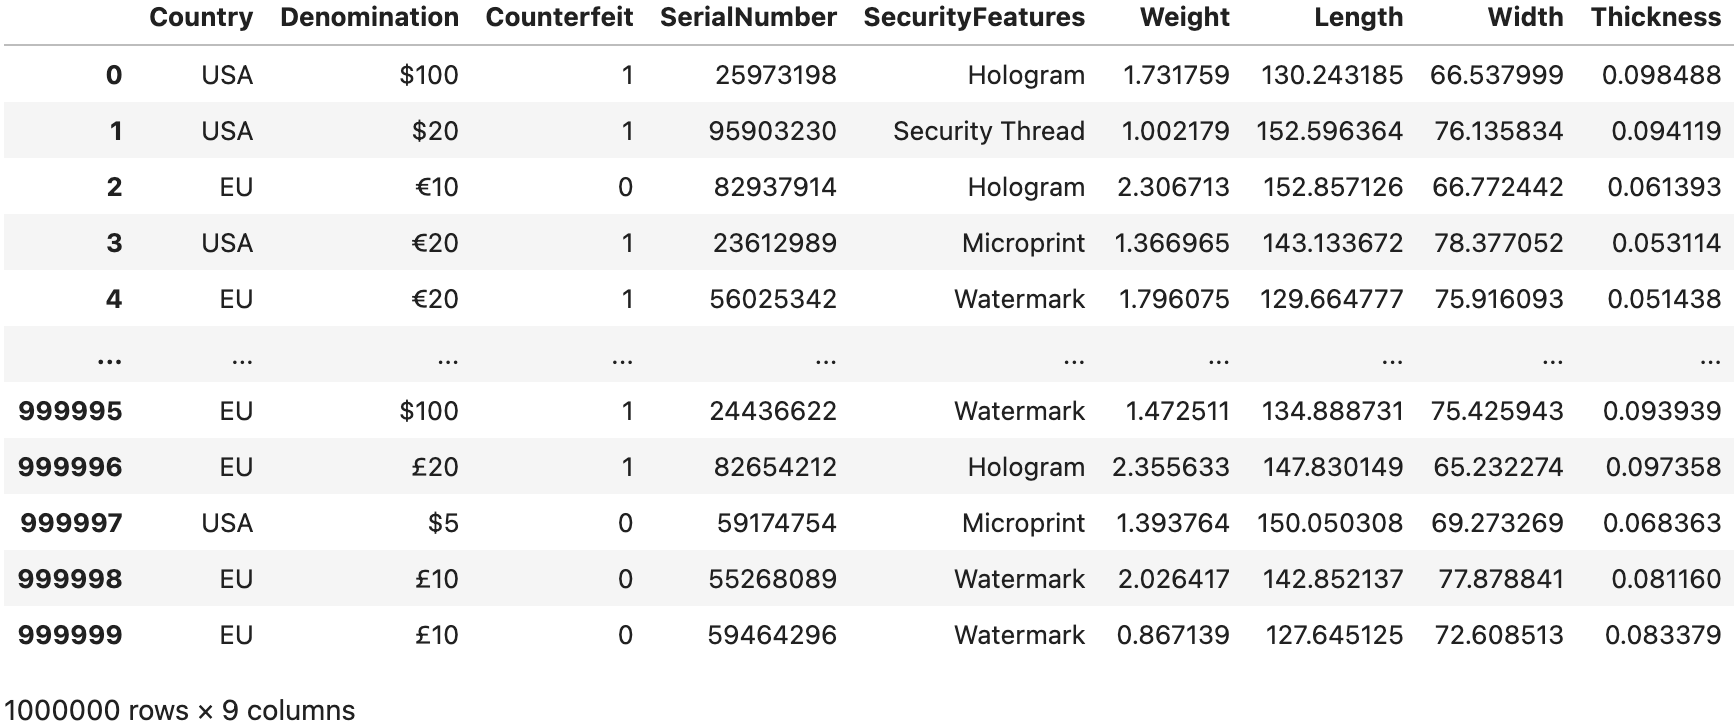 Country Denomination Counterfeit SerialNumber SecurityFeatures Weight Length Width Thickness
0 USA $100 1 25973198 Hologram 1.731759 130.243185 66.537999 0.098488
1 USA $20 1 95903230 Security Thread 1.002179 152.596364 76.135834 0.094119
2 EU €10 0 82937914 Hologram 2.306713 152.857126 66.772442 0.061393
3 USA €20 1 23612989 Microprint 1.366965 143.133672 78.377052 0.053114
4 EU €20 1 56025342 Watermark 1.796075 129.664777 75.916093 0.051438
... ... ... ... ... ... ... ... ... ...
999995 EU $100 1 24436622 Watermark 1.472511 134.888731 75.425943 0.093939
999996 EU £20 1 82654212 Hologram 2.355633 147.830149 65.232274 0.097358
999997 USA $5 0 59174754 Microprint 1.393764 150.050308 69.273269 0.068363
999998 EU £10 0 55268089 Watermark 2.026417 142.852137 77.878841 0.081160
999999 EU £10 0 59464296 Watermark 0.867139 127.645125 72.608513 0.083379
1000000 rows × 9 columns